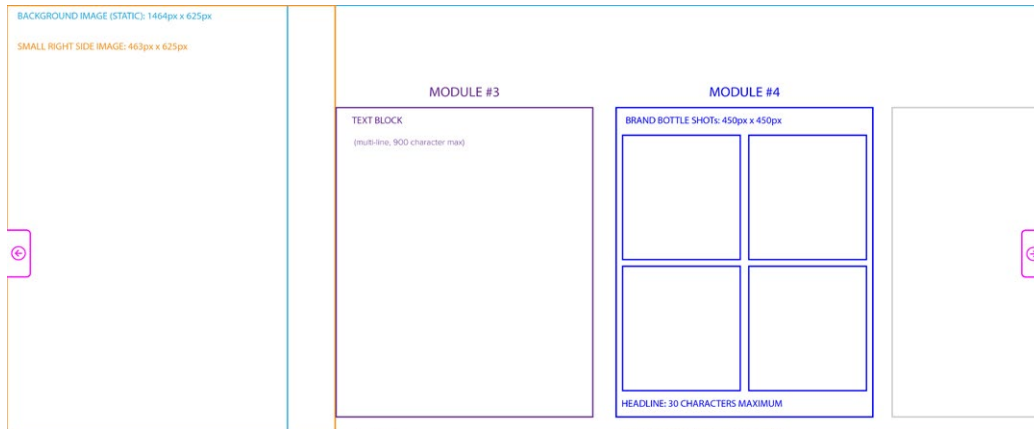 BACKGROUND IMAGE (STATIC): 1464px x 625px
SMALL RIGHT SIDE IMAGE: 463px x 625px
MODULE #3
TEXT BLOCK
(multi-line, 900 character max)
MODULE #4
BRAND BOTTLE SHOTs: 450px x 450px
HEADLINE: 30 CHARACTERS MAXIMUM